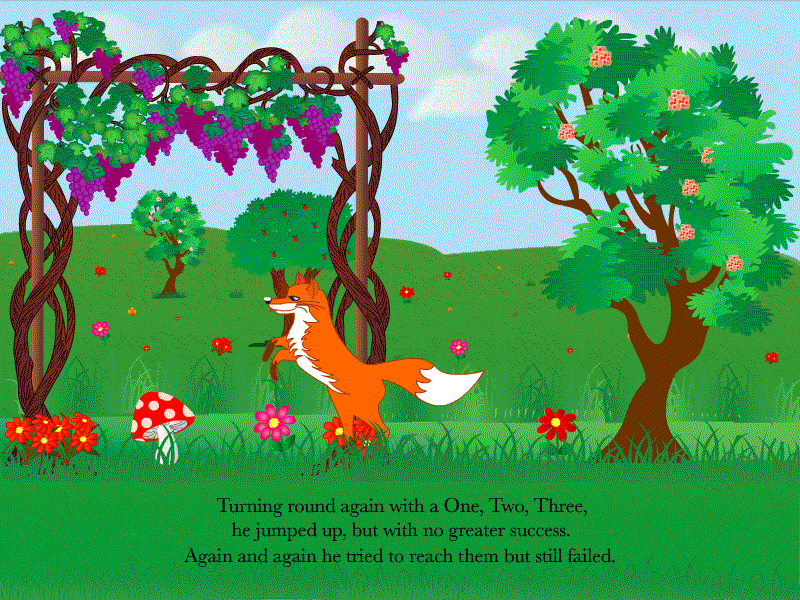 Turning round again with a One, Two, Three,
he jumped up, but with no greater success.
Again and again he tried to reach them but still failed.